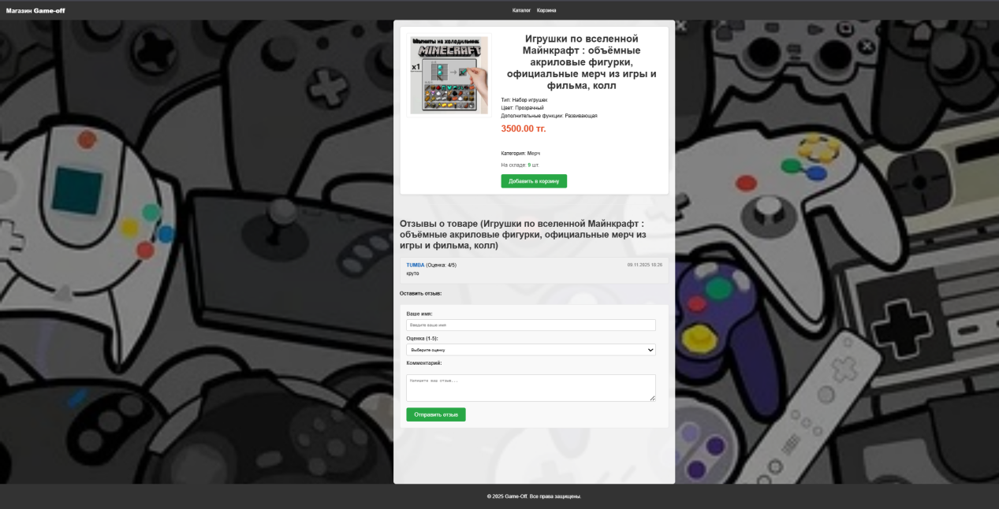 Магазин Game-off
Каталог Корзина
Магниты на холодильник
MINECRAFT
x1
Игрушки по вселенной
Майнкрафт : объёмные
акриловые фигурки,
официальные мерч из игры и
фильма, колл
Тип: Набор игрушек
Цвет: Прозрачный
Дополнительные функции: Развивающая
3500.00 тг.
Категория: Мерч
На складе: 9 шт.
Добавить в корзину
Отзывы о товаре (Игрушки по вселенной Майнкрафт :
объёмные акриловые фигурки, официальные мерч из
игры и фильма, колл)
TUMBA (Оценка: 4/5)
09.11.2025 16:26
круто
Оставить отзыв:
Ваше имя:
Введите ваше имя
Оценка (1-5):
Выберите оценку
Комментарий:
Напишите ваш отзыв...
Отправить отзыв
© 2025 Game-Off. Все права защищены.